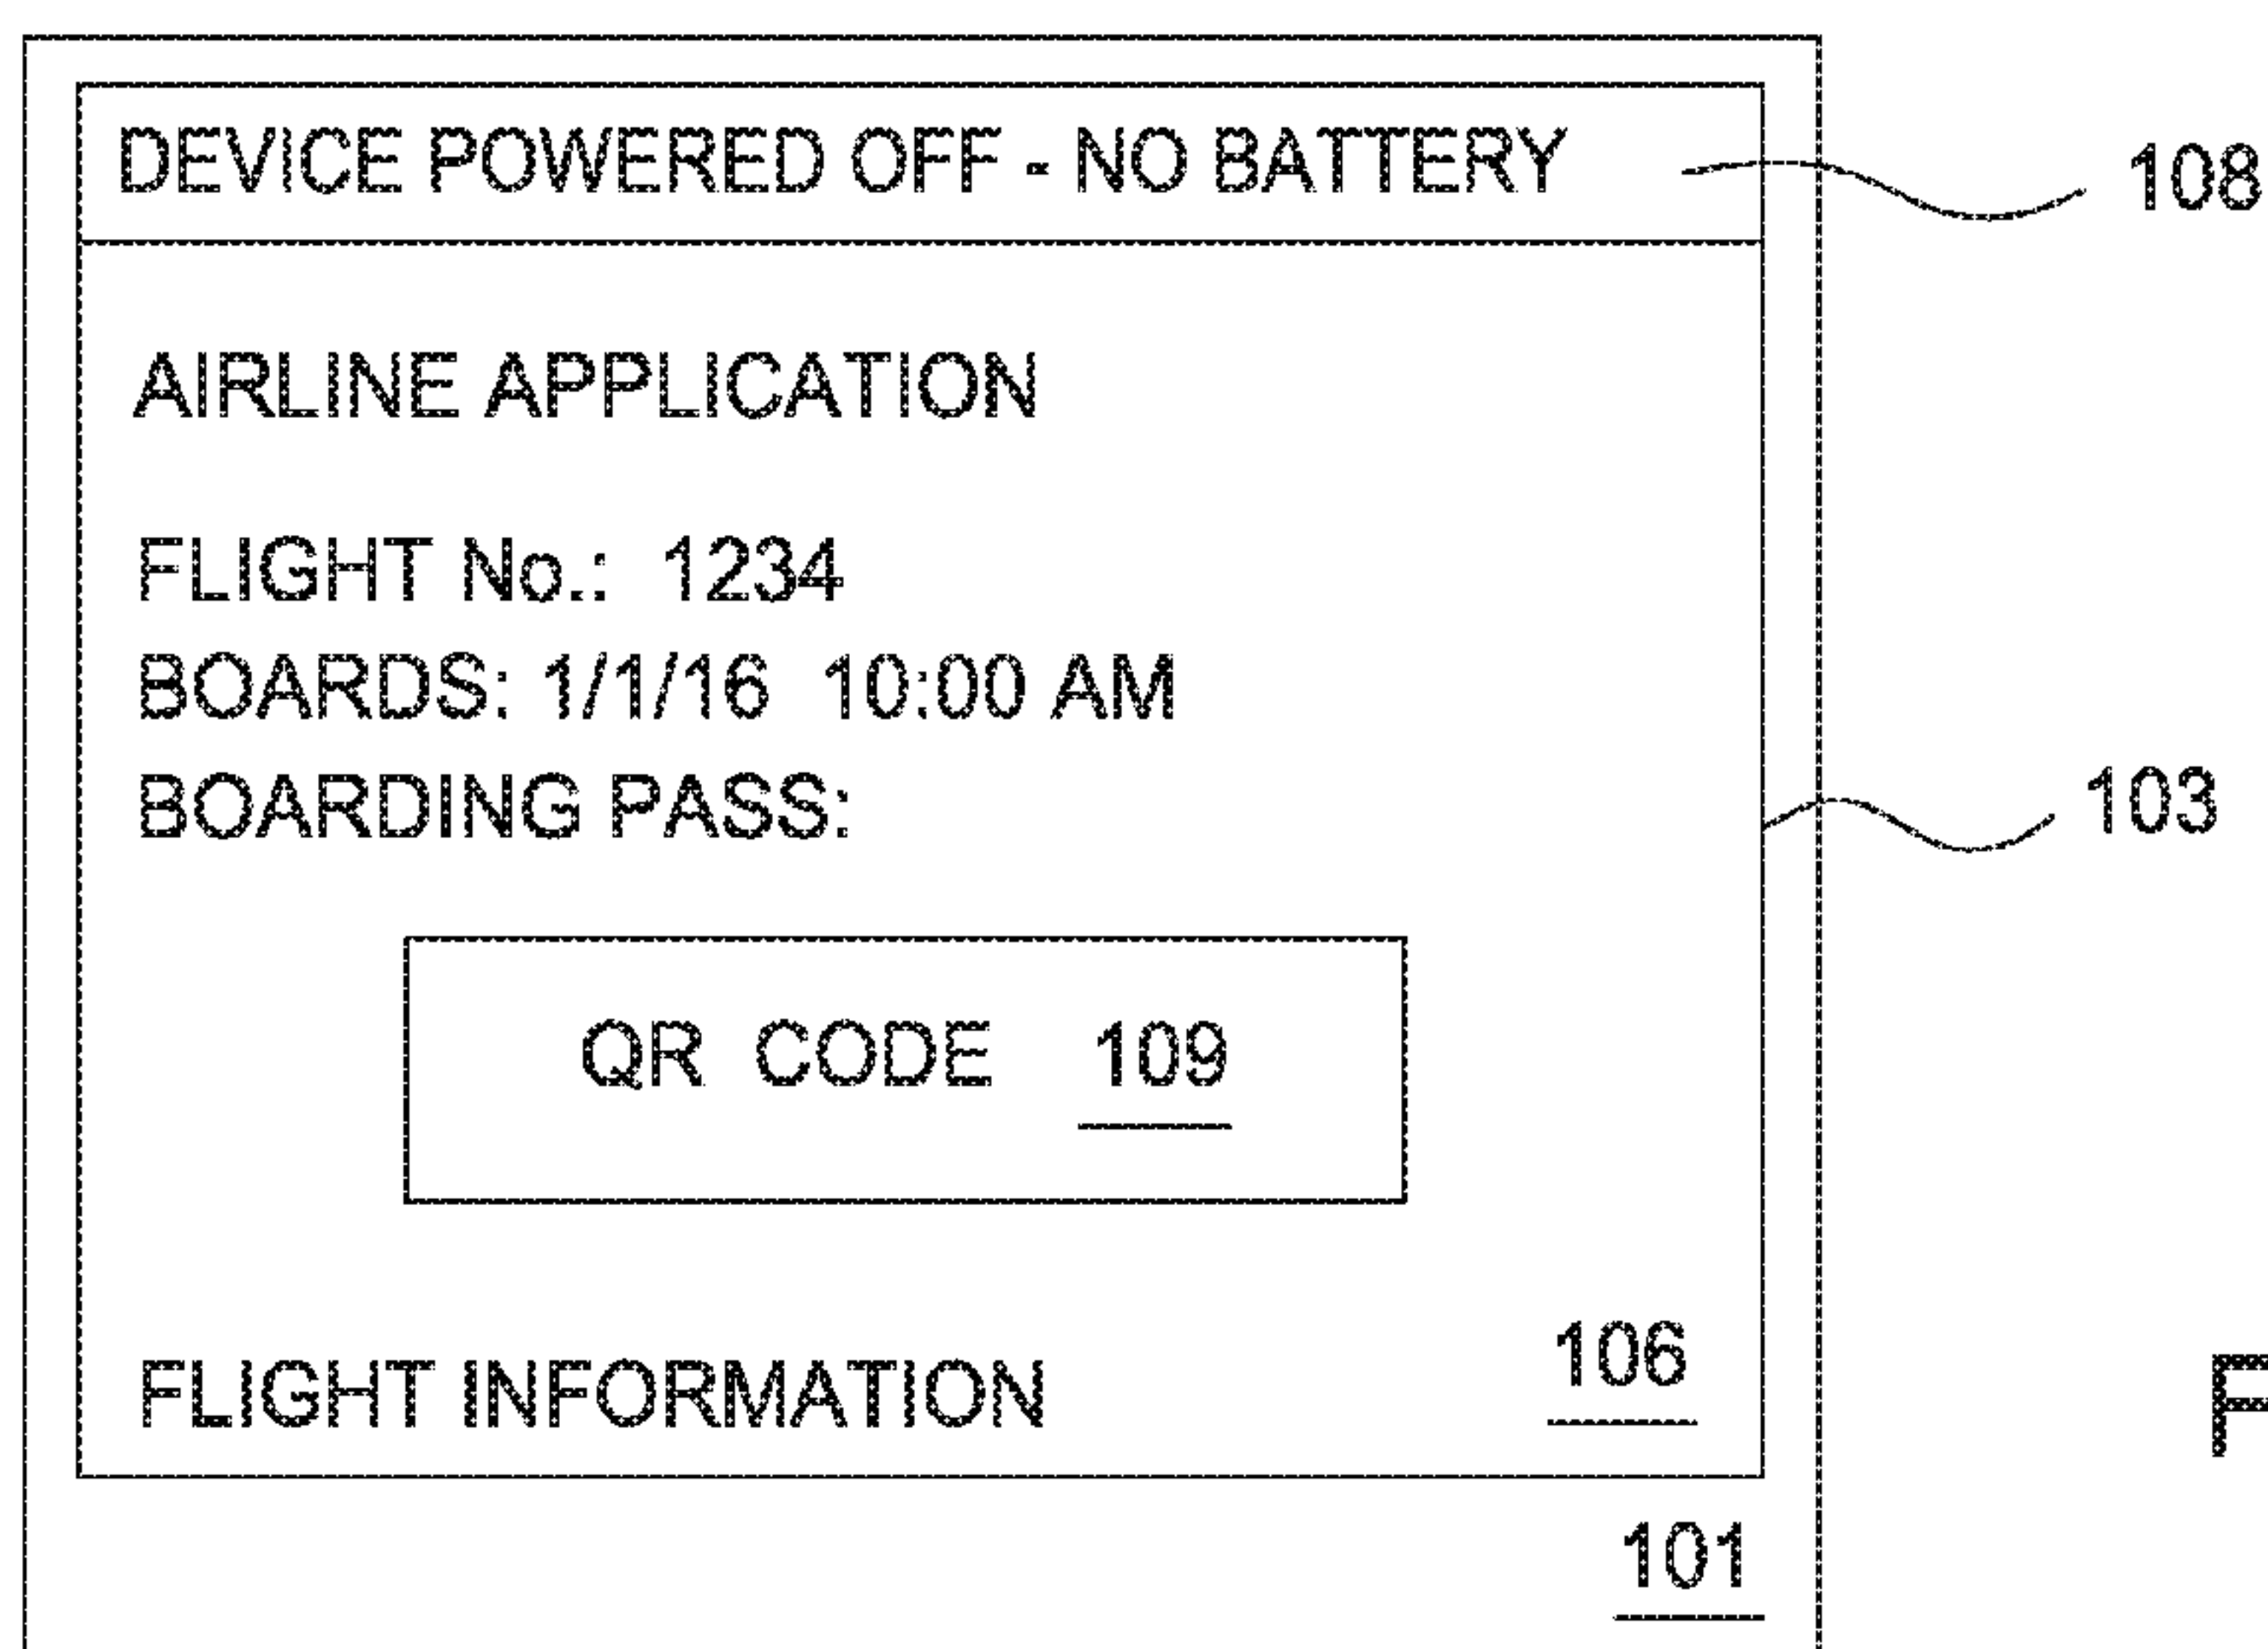 DEVICE POWERED OFF - NO BATTERY
108
AIRLINE APPLICATION
FLIGHT No.: 1234
BOARDS: 1/1/16 10:00 AM
BOARDING PASS:
103
QR CODE 109
106
FLIGHT INFORMATION
F
101